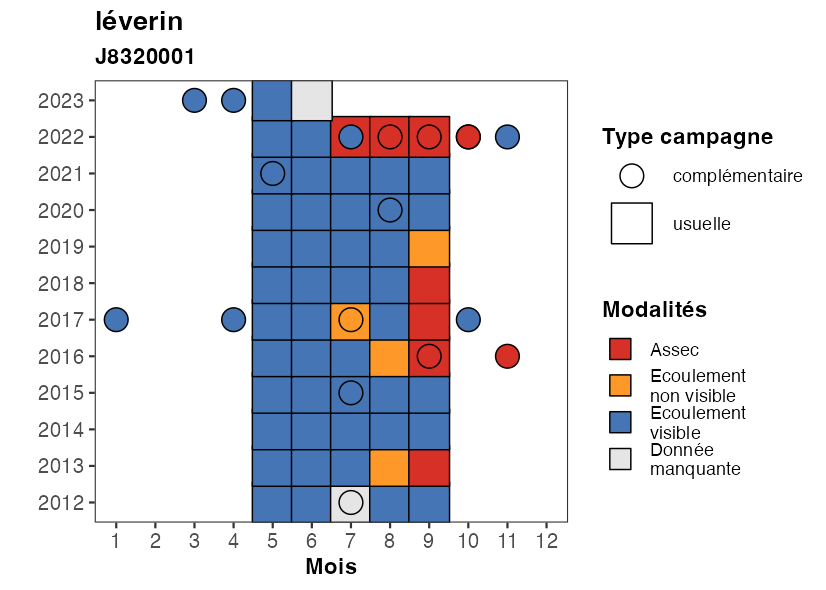 léverin
J8320001
2023
2022
2021
2020
2019
2018
2017
2016
2015
2014
2013
2012
1 2 3 4 5 6 7 8 9 10 11 12
Mois
Type campagne
complémentaire
usuelle
Modalités
Assec
Ecoulement
non visible
Ecoulement
visible
Donnée
manquante